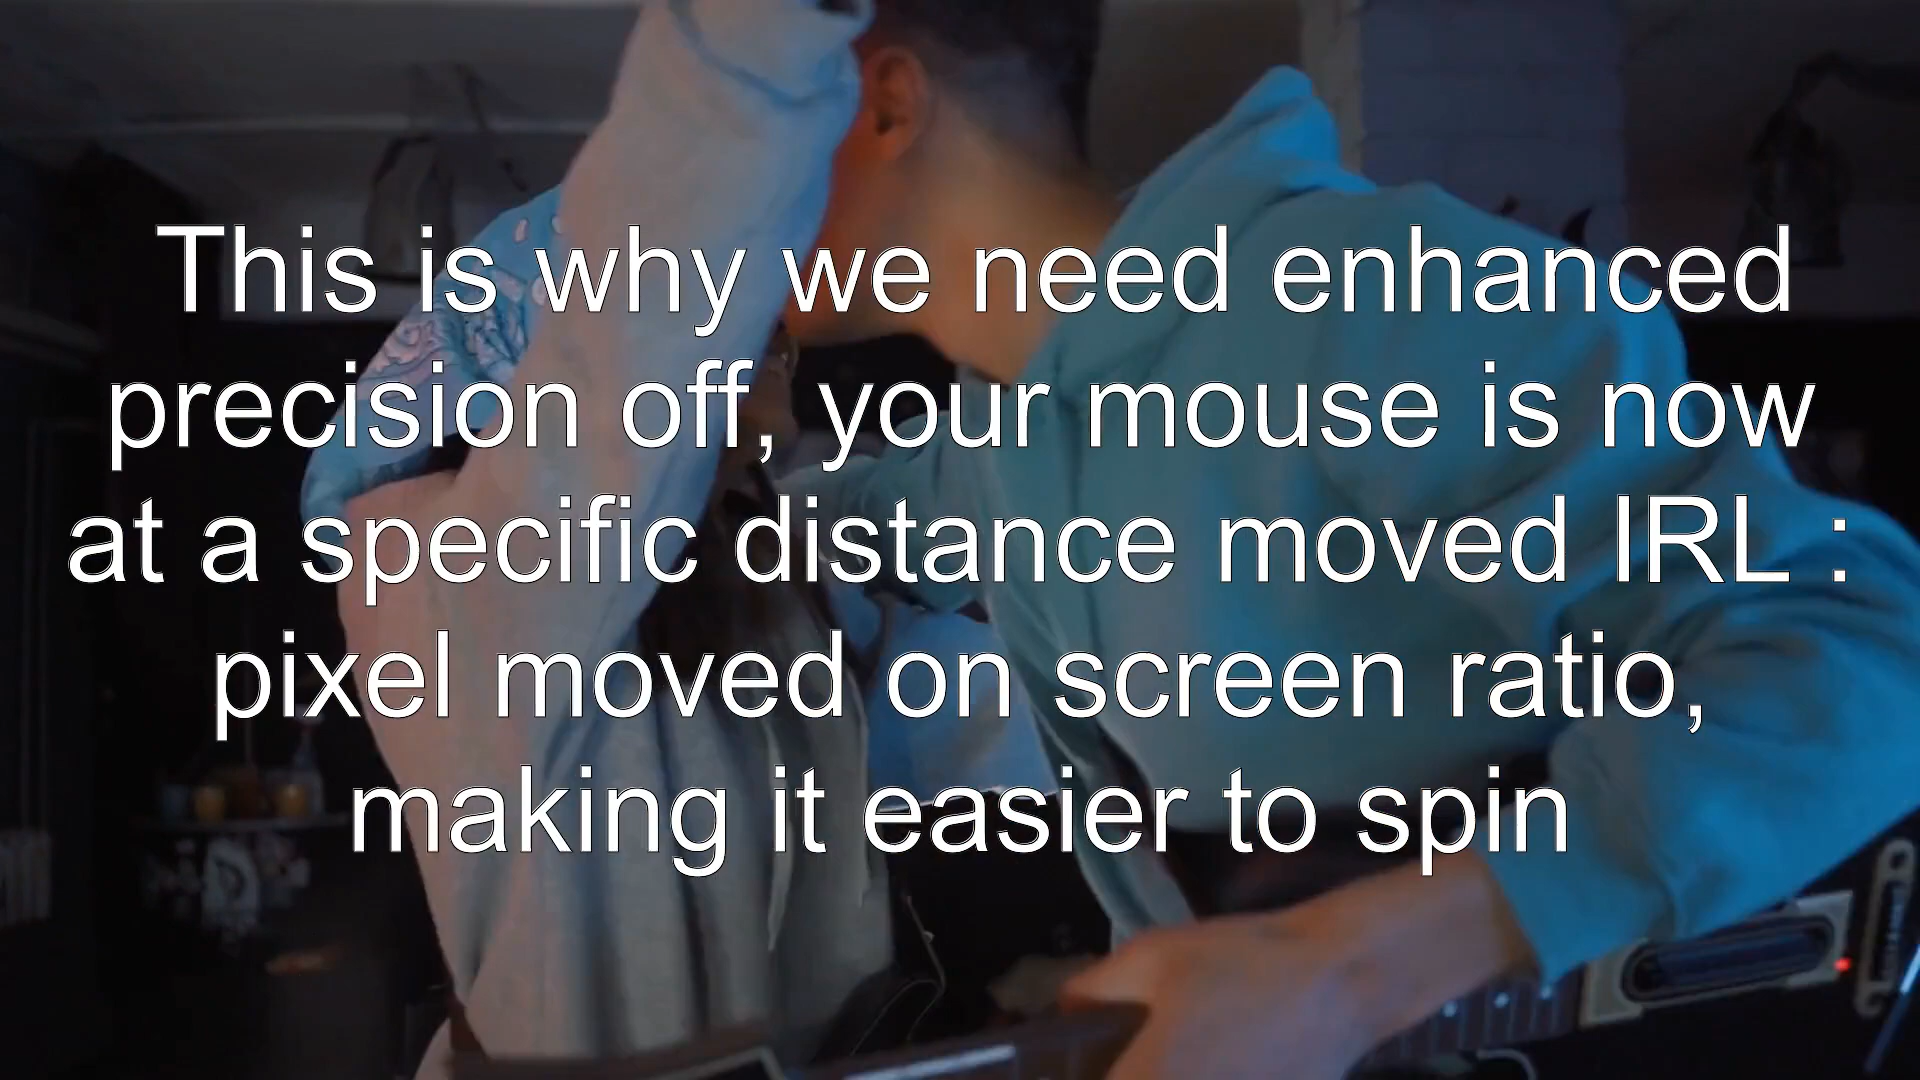 This is why we need enhanced
precision off, your mouse is now
at a specific distance moved IRL :
pixel moved on screen ratio,
making it easier to spin